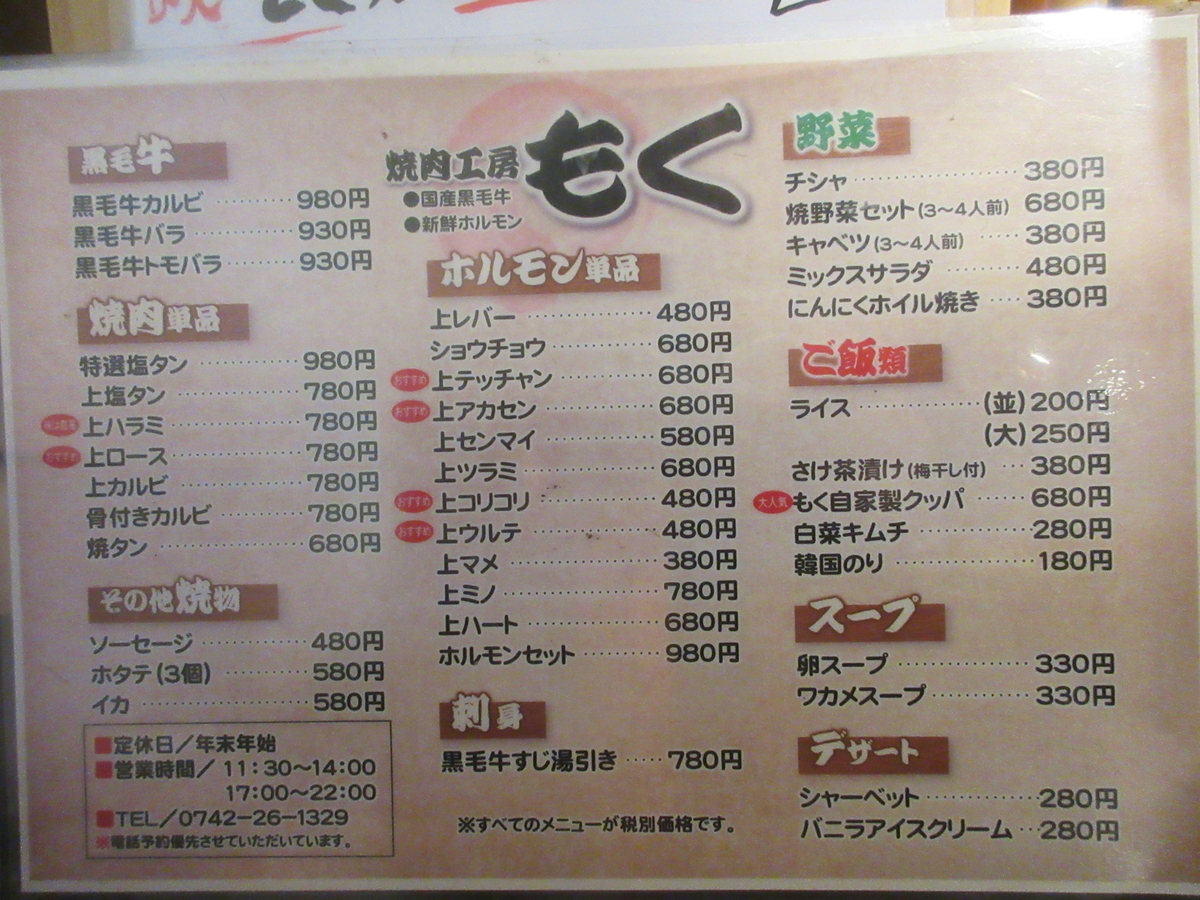 焼肉工房 もく
●国産黒毛牛
●新鮮ホルモン
黒毛牛
黒毛牛カルビ ………… 980円
黒毛牛バラ ………… 930円
黒毛牛トモバラ ………… 930円
焼肉単品
特選塩タン ………… 980円
上塩タン ………… 780円
上ハラミ ………… 780円
おすすめ 上ロース ………… 780円
上カルビ ………… 780円
骨付きカルビ ………… 780円
焼タン ………… 680円
その他焼物
ソーセージ ………… 480円
ホタテ(3個) ………… 580円
イカ ………… 580円
■定休日/年末年始
■営業時間/11:30〜14:00
17:00〜22:00
■TEL/0742-26-1329
※電話予約優先させていただいています。
ホルモン単品
上レバー ………… 480円
ショウチョウ ………… 680円
おすすめ 上テッチャン ………… 680円
おすすめ 上アカセン ………… 680円
上センマイ ………… 580円
上ツラミ ………… 680円
おすすめ 上コリコリ ………… 480円
おすすめ 上ウルテ ………… 480円
上マメ ………… 380円
上ミノ ………… 780円
上ハート ………… 680円
ホルモンセット ………… 980円
刺身
黒毛牛すじ湯引き …… 780円
※すべてのメニューが税別価格です。
野菜
チシャ ………… 380円
焼野菜セット(3〜4人前) 680円
キャベツ(3〜4人前) …… 380円
ミックスサラダ ………… 480円
にんにくホイル焼き …… 380円
ご飯類
ライス ………… (並)200円
(大)250円
さけ茶漬け(梅干し付) … 380円
大人気 もく自家製クッパ …… 680円
白菜キムチ ………… 280円
韓国のり ………… 180円
スープ
卵スープ ………… 330円
ワカメスープ ………… 330円
デザート
シャーベット ………… 280円
バニラアイスクリーム … 280円